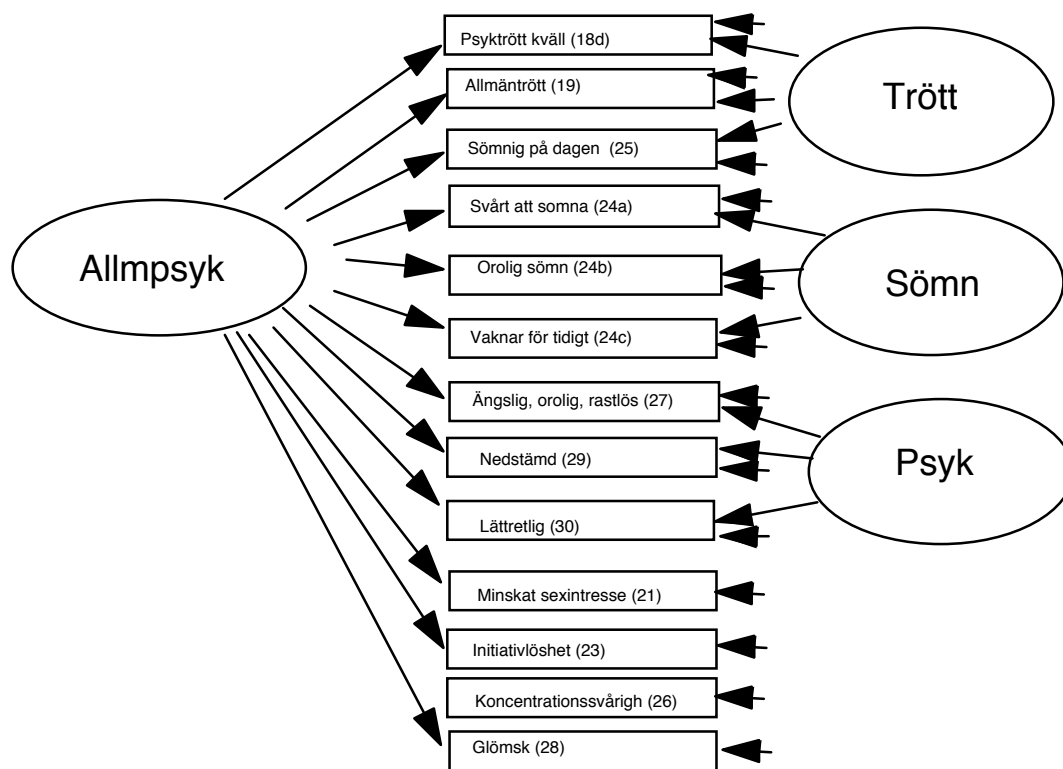 Psyktrött kväll (18d)
Allmäntrött (19)
Trött
Sömnig på dagen (25)
Svårt att somna (24a)
Allmpsyk
Orolig sömn (24b)
Sömn
Vaknar för tidigt (24c)
Ängslig, orolig, rastlös (27)
Nedstämd (29)
Psyk
Lättretlig (30)
Minskat sexintresse (21)
Initiativlöshet (23)
Koncentrationssvårigh (26)
Glömsk (28)